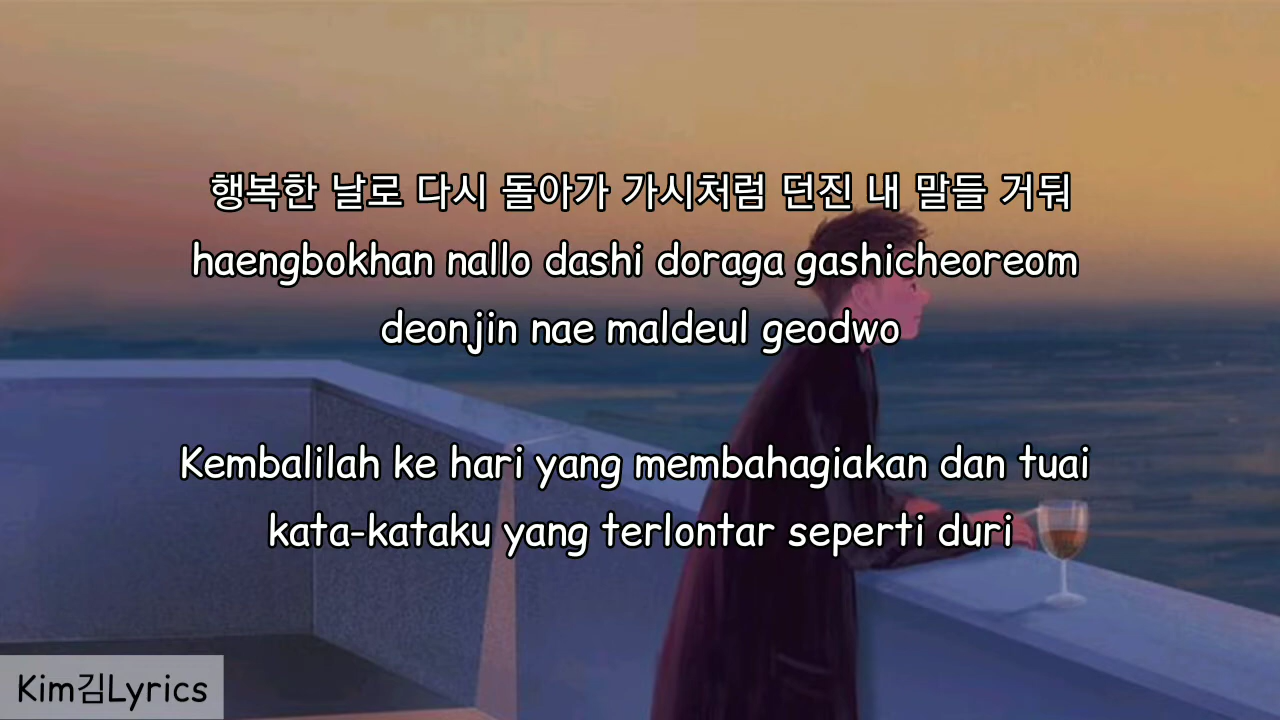 행복한 날로 다시 돌아가 가시처럼 던진 내 말들 거둬
haengbokhan nallo dashi doraga gashicheoreom
deonjin nae maldeul geodwo
Kembalilah ke hari yang membahagiakan dan tuai
kata-kataku yang terlontar seperti duri
Kim김Lyrics